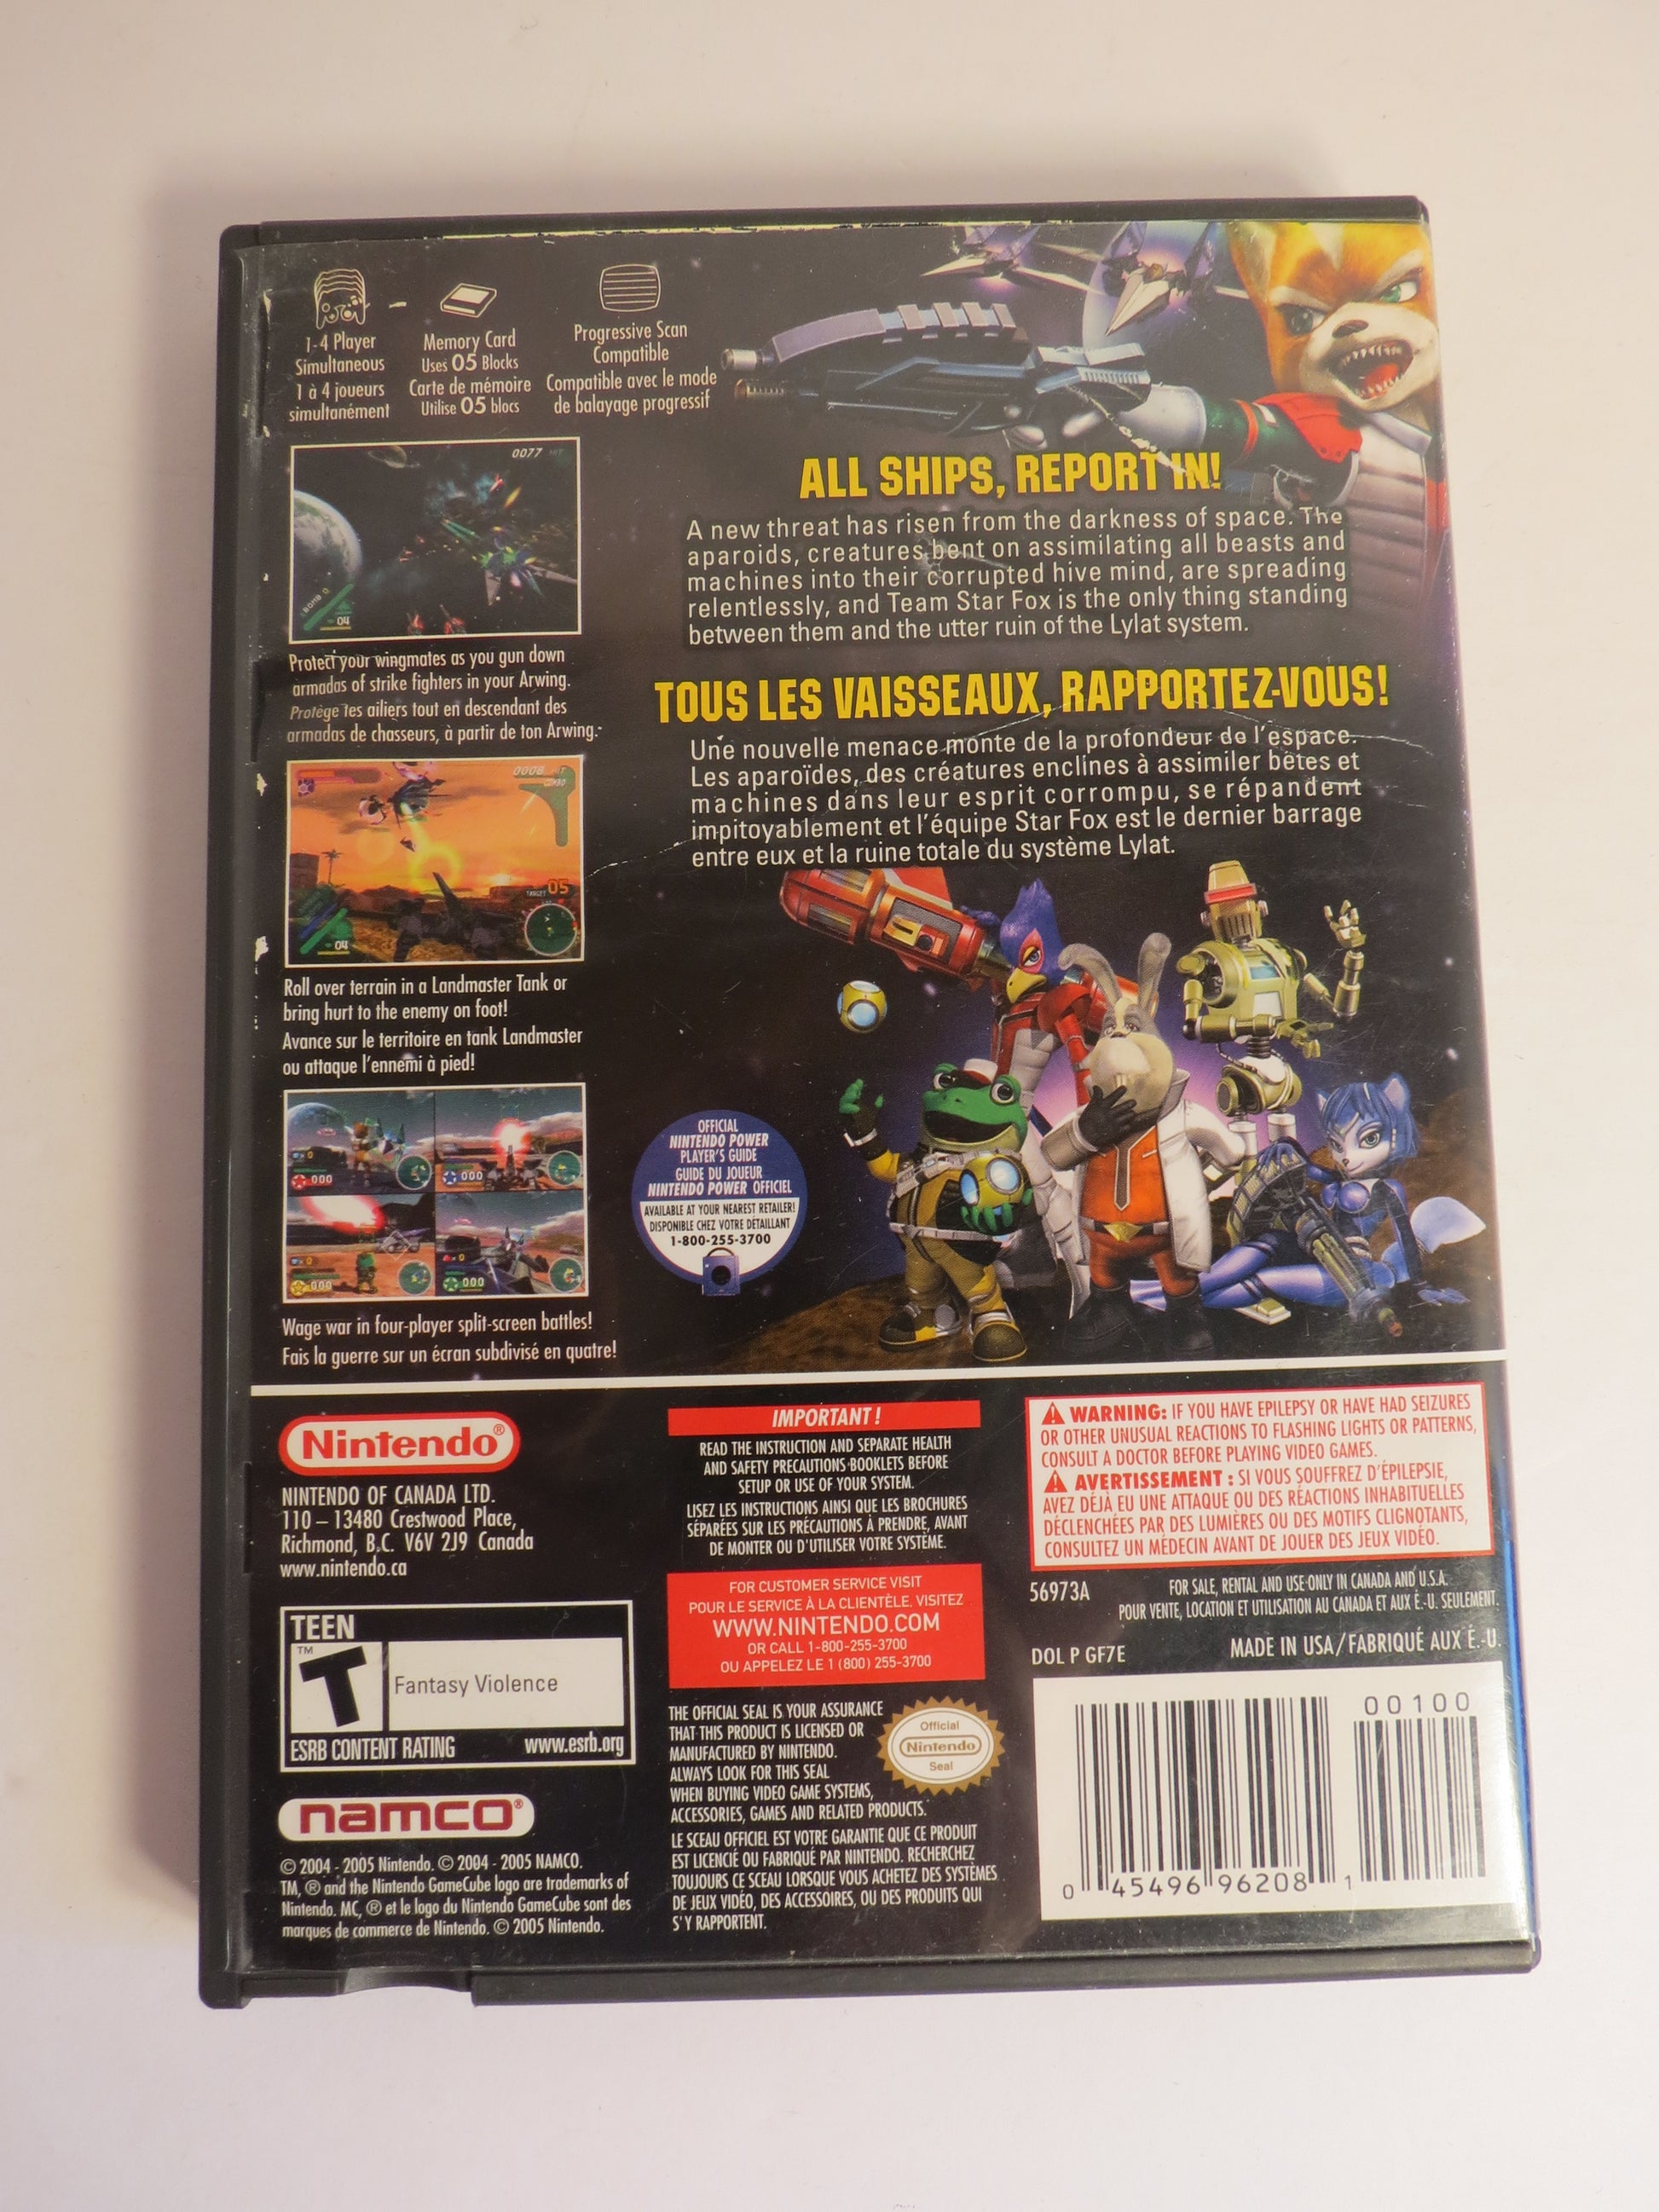 1-4 Player
Simultaneous
1 à 4 joueurs
simultanément
Memory Card
Uses 05 Blocks
Carte de mémoire
Utilise 05 blocs
Progressive Scan
Compatible
Compatible avec le mode
de balayage progressif
0077 HIT
BOMB 0
04
Protect your wingmates as you gun down
armadas of strike fighters in your Arwing.
Protège les ailiers tout en descendant des
armadas de chasseurs, à partir de ton Arwing.
0008 HIT
TARGET 05
04
Roll over terrain in a Landmaster Tank or
bring hurt to the enemy on foot!
Avance sur le territoire en tank Landmaster
ou attaque l'ennemi à pied!
000
000
000
000
Wage war in four-player split-screen battles!
Fais la guerre sur un écran subdivisé en quatre!
ALL SHIPS, REPORT IN!
A new threat has risen from the darkness of space. The
aparoids, creatures bent on assimilating all beasts and
machines into their corrupted hive mind, are spreading
relentlessly, and Team Star Fox is the only thing standing
between them and the utter ruin of the Lylat system.
TOUS LES VAISSEAUX, RAPPORTEZ-VOUS!
Une nouvelle menace monte de la profondeur de l'espace.
Les aparoïdes, des créatures enclines à assimiler bêtes et
machines dans leur esprit corrompu, se répandent
impitoyablement et l'équipe Star Fox est le dernier barrage
entre eux et la ruine totale du système Lylat.
OFFICIAL
NINTENDO POWER
PLAYER'S GUIDE
GUIDE DU JOUEUR
NINTENDO POWER OFFICIEL
AVAILABLE AT YOUR NEAREST RETAILER!
DISPONIBLE CHEZ VOTRE DÉTAILLANT
1-800-255-3700
Nintendo®
NINTENDO OF CANADA LTD.
110 – 13480 Crestwood Place,
Richmond, B.C. V6V 2J9 Canada
www.nintendo.ca
TEEN
T™
Fantasy Violence
ESRB CONTENT RATING www.esrb.org
namco®
© 2004 - 2005 Nintendo. © 2004 - 2005 NAMCO.
TM, ® and the Nintendo GameCube logo are trademarks of
Nintendo. MC, ® et le logo du Nintendo GameCube sont des
marques de commerce de Nintendo. © 2005 Nintendo.
IMPORTANT!
READ THE INSTRUCTION AND SEPARATE HEALTH
AND SAFETY PRECAUTIONS BOOKLETS BEFORE
SETUP OR USE OF YOUR SYSTEM.
LISEZ LES INSTRUCTIONS AINSI QUE LES BROCHURES
SÉPARÉES SUR LES PRÉCAUTIONS À PRENDRE, AVANT
DE MONTER OU D'UTILISER VOTRE SYSTÈME.
FOR CUSTOMER SERVICE VISIT
POUR LE SERVICE À LA CLIENTÈLE, VISITEZ
WWW.NINTENDO.COM
OR CALL 1-800-255-3700
OU APPELEZ LE 1 (800) 255-3700
THE OFFICIAL SEAL IS YOUR ASSURANCE
THAT THIS PRODUCT IS LICENSED OR
MANUFACTURED BY NINTENDO.
ALWAYS LOOK FOR THIS SEAL
WHEN BUYING VIDEO GAME SYSTEMS,
ACCESSORIES, GAMES AND RELATED PRODUCTS.
Official
Nintendo
Seal
LE SCEAU OFFICIEL EST VOTRE GARANTIE QUE CE PRODUIT
EST LICENCIÉ OU FABRIQUÉ PAR NINTENDO. RECHERCHEZ
TOUJOURS CE SCEAU LORSQUE VOUS ACHETEZ DES SYSTÈMES
DE JEUX VIDÉO, DES ACCESSOIRES, OU DES PRODUITS QUI
S'Y RAPPORTENT.
WARNING: IF YOU HAVE EPILEPSY OR HAVE HAD SEIZURES
OR OTHER UNUSUAL REACTIONS TO FLASHING LIGHTS OR PATTERNS,
CONSULT A DOCTOR BEFORE PLAYING VIDEO GAMES.
AVERTISSEMENT : SI VOUS SOUFFREZ D'ÉPILEPSIE,
AVEZ DÉJÀ EU UNE ATTAQUE OU DES RÉACTIONS INHABITUELLES
DÉCLENCHÉES PAR DES LUMIÈRES OU DES MOTIFS CLIGNOTANTS,
CONSULTEZ UN MÉDECIN AVANT DE JOUER DES JEUX VIDÉO.
56973A
FOR SALE, RENTAL AND USE ONLY IN CANADA AND U.S.A.
POUR VENTE, LOCATION ET UTILISATION AU CANADA ET AUX É.-U. SEULEMENT.
DOL P GF7E
MADE IN USA/FABRIQUÉ AUX É.-U.
00100
0 45496 96208 1